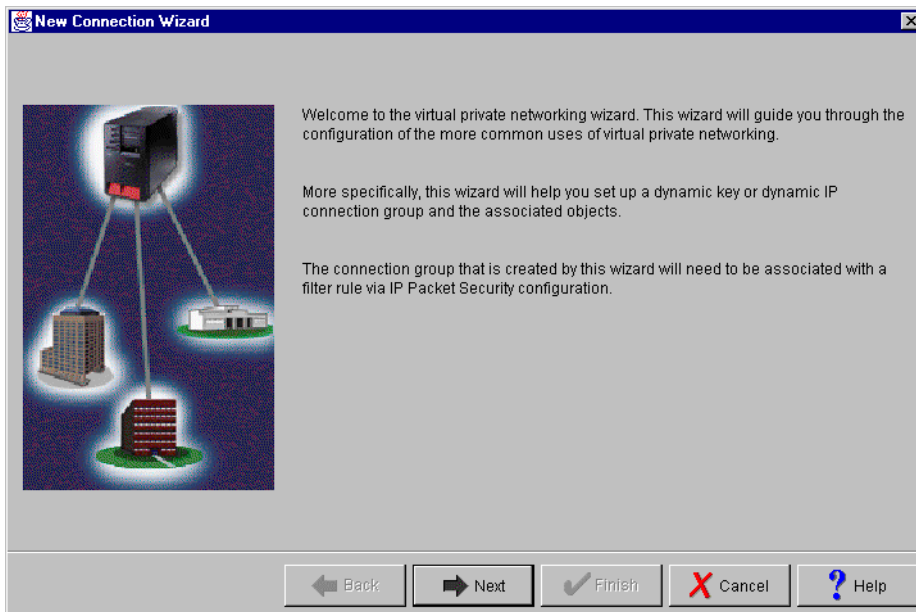 New Connection Wizard
Welcome to the virtual private networking wizard. This wizard will guide you through the
configuration of the more common uses of virtual private networking.
More specifically, this wizard will help you set up a dynamic key or dynamic IP
connection group and the associated objects.
The connection group that is created by this wizard will need to be associated with a
filter rule via IP Packet Security configuration.
Back
Next
Finish
Cancel
Help